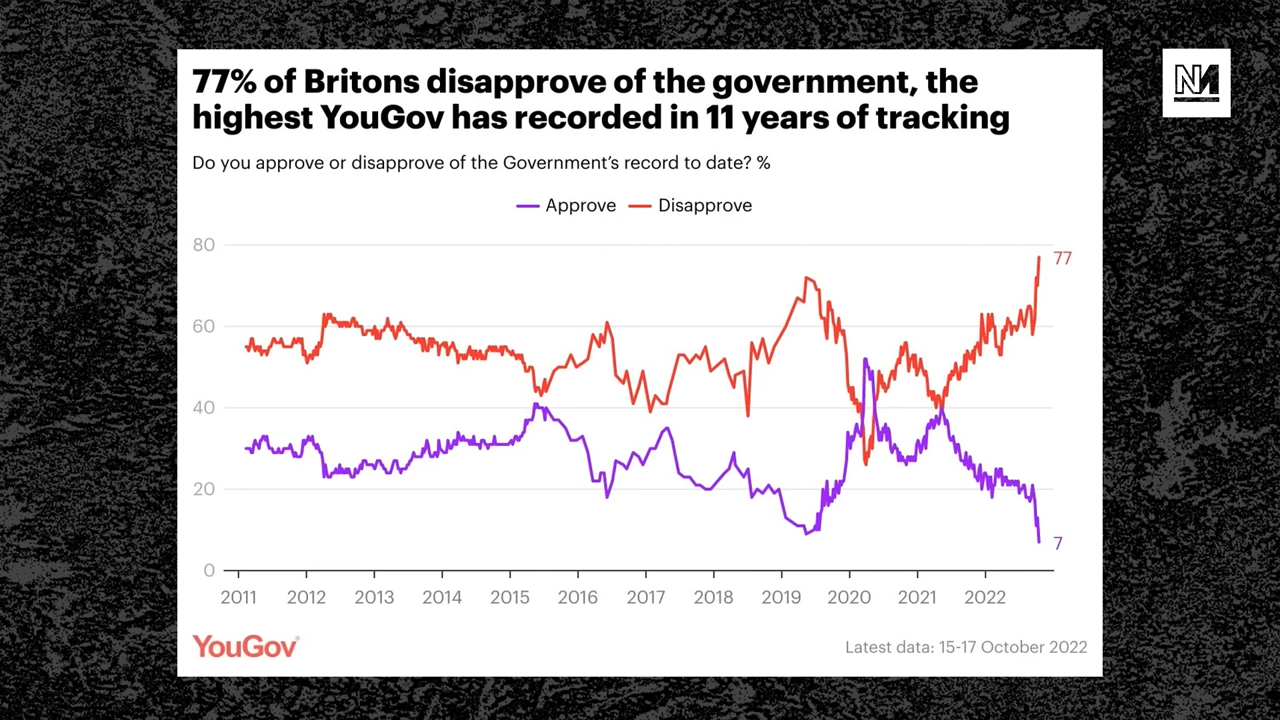 77% of Britons disapprove of the government, the
highest YouGov has recorded in 11 years of tracking
Do you approve or disapprove of the Government's record to date? %
Approve Disapprove
80
77
60
40
20
7
0
2011 2012 2013 2014 2015 2016 2017 2018 2019 2020 2021 2022
YouGov
Latest data: 15-17 October 2022